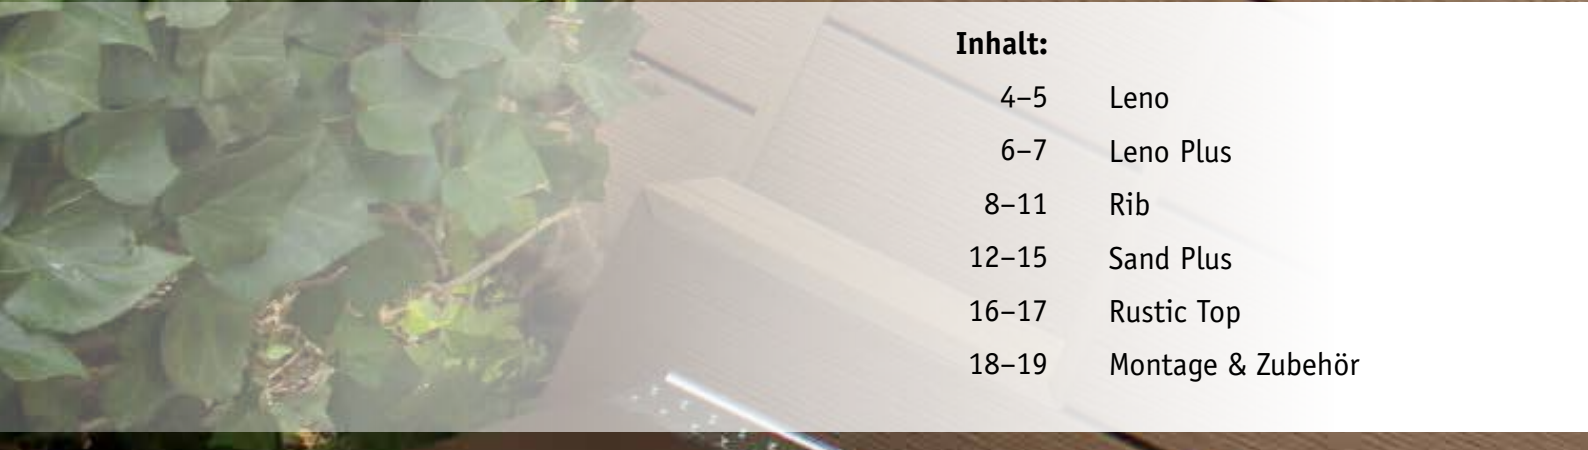 Inhalt:
4–5 Leno
6–7 Leno Plus
8–11 Rib
12–15 Sand Plus
16–17 Rustic Top
18–19 Montage & Zubehör